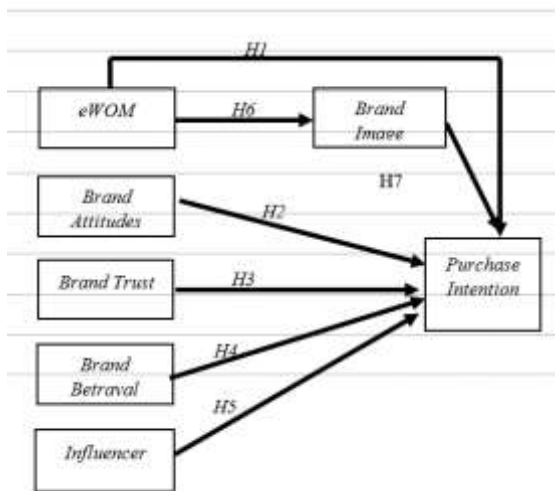 H1
eWOM
H6
Brand
Image
H7
Brand
Attitudes
H2
Purchase
Intention
Brand Trust
H3
Brand
Betrayal
H4
H5
Influencer